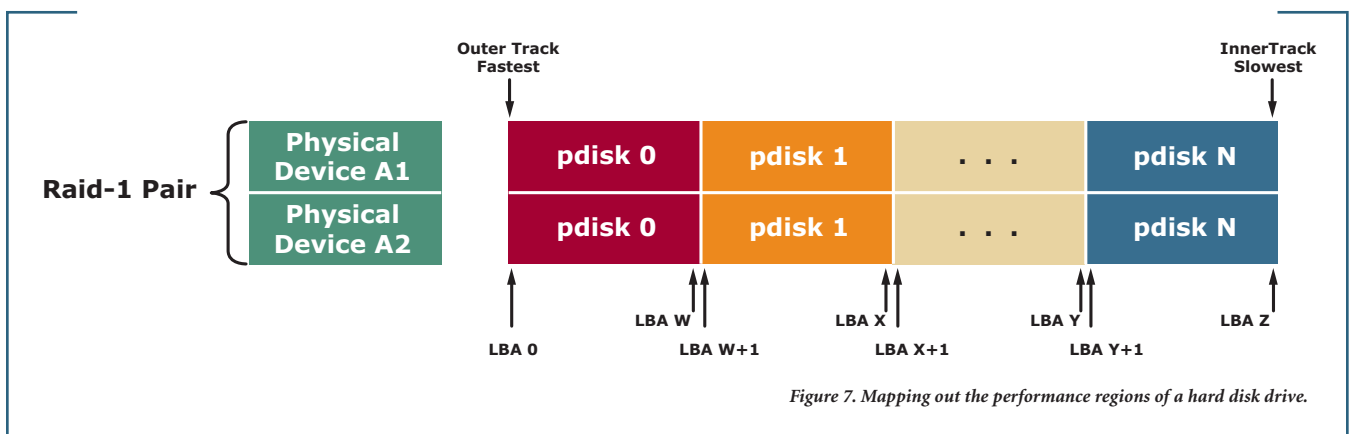 Outer Track
Fastest
InnerTrack
Slowest
Raid-1 Pair
Physical
Device A1
pdisk 0
pdisk 1
. . .
pdisk N
Physical
Device A2
pdisk 0
pdisk 1
. . .
pdisk N
LBA 0
LBA W
LBA W+1
LBA X
LBA X+1
LBA Y
LBA Y+1
LBA Z
Figure 7. Mapping out the performance regions of a hard disk drive.